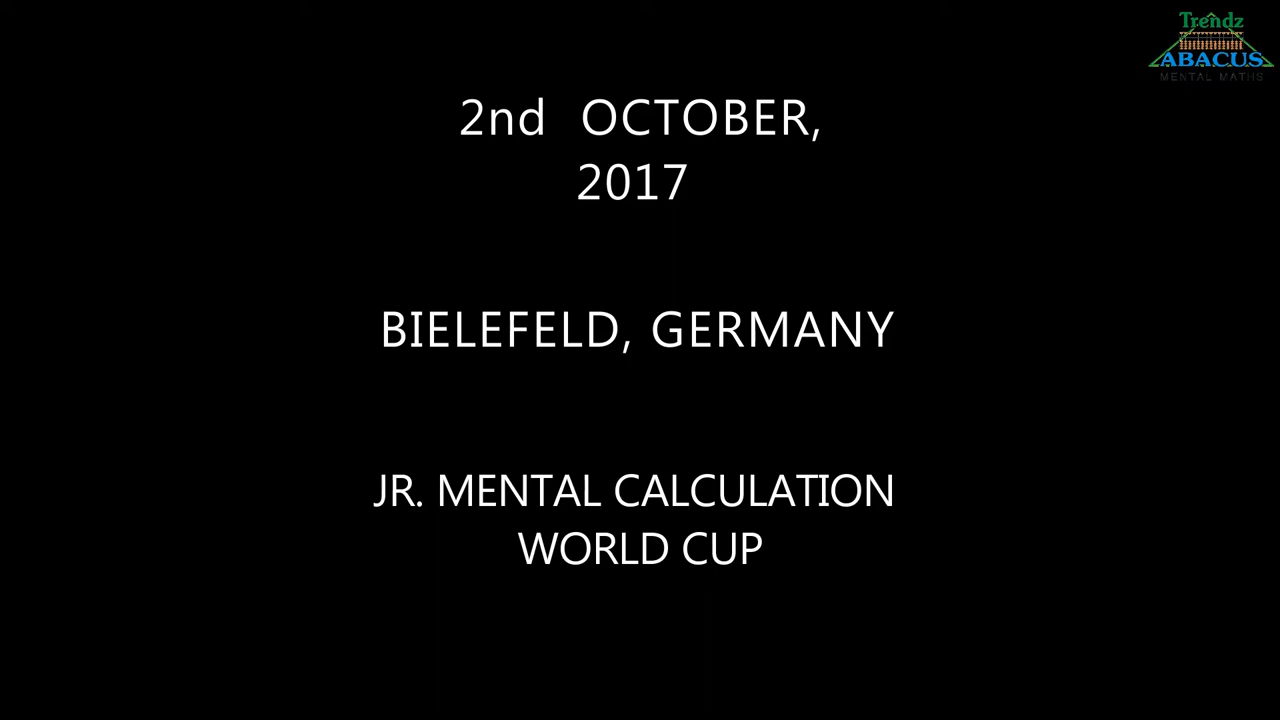 Trendz
ABACUS
MENTAL MATHS
2nd OCTOBER,
2017
BIELEFELD, GERMANY
JR. MENTAL CALCULATION
WORLD CUP